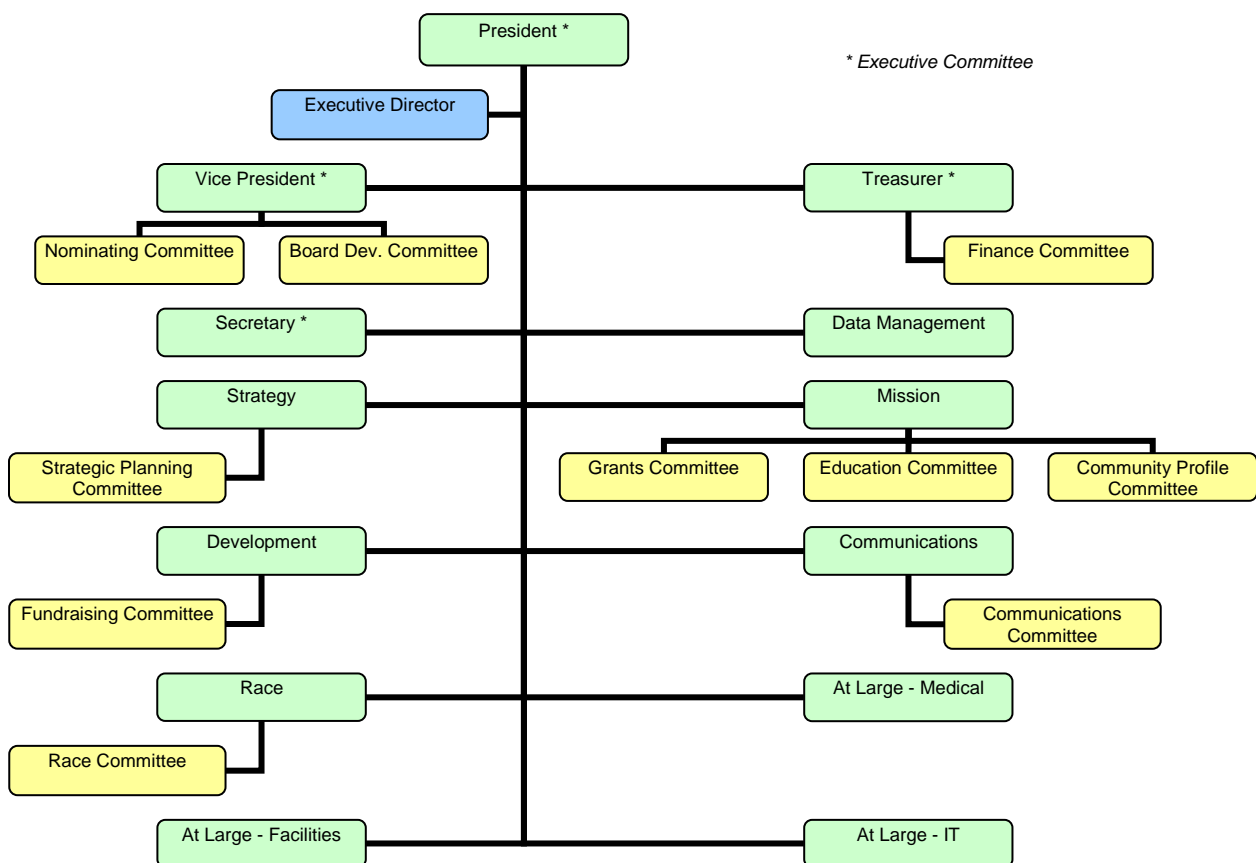 President *
* Executive Committee
Executive Director
Vice President *
Treasurer *
Nominating Committee
Board Dev. Committee
Finance Committee
Secretary *
Data Management
Strategy
Mission
Strategic Planning
Committee
Grants Committee
Education Committee
Community Profile
Committee
Development
Communications
Fundraising Committee
Communications
Committee
Race
At Large - Medical
Race Committee
At Large - Facilities
At Large - IT